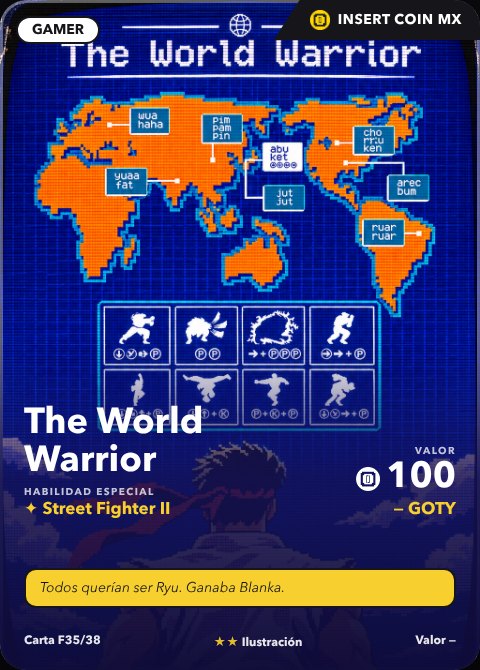 GAMER
INSERT COIN MX
The World Warrior
wua
haha
pim
pam
pin
cho
rriu
ken
abu
ket
yuaa
fat
jut
jut
arec
bum
ruar
ruar
P
P P
→+PPP
→→+P
+K
P+K+P
→+P
The World
Warrior
HABILIDAD ESPECIAL
✦ Street Fighter II
VALOR
100
— GOTY
Todos querían ser Ryu. Ganaba Blanka.
Carta F35/38
★★ Ilustración
Valor —